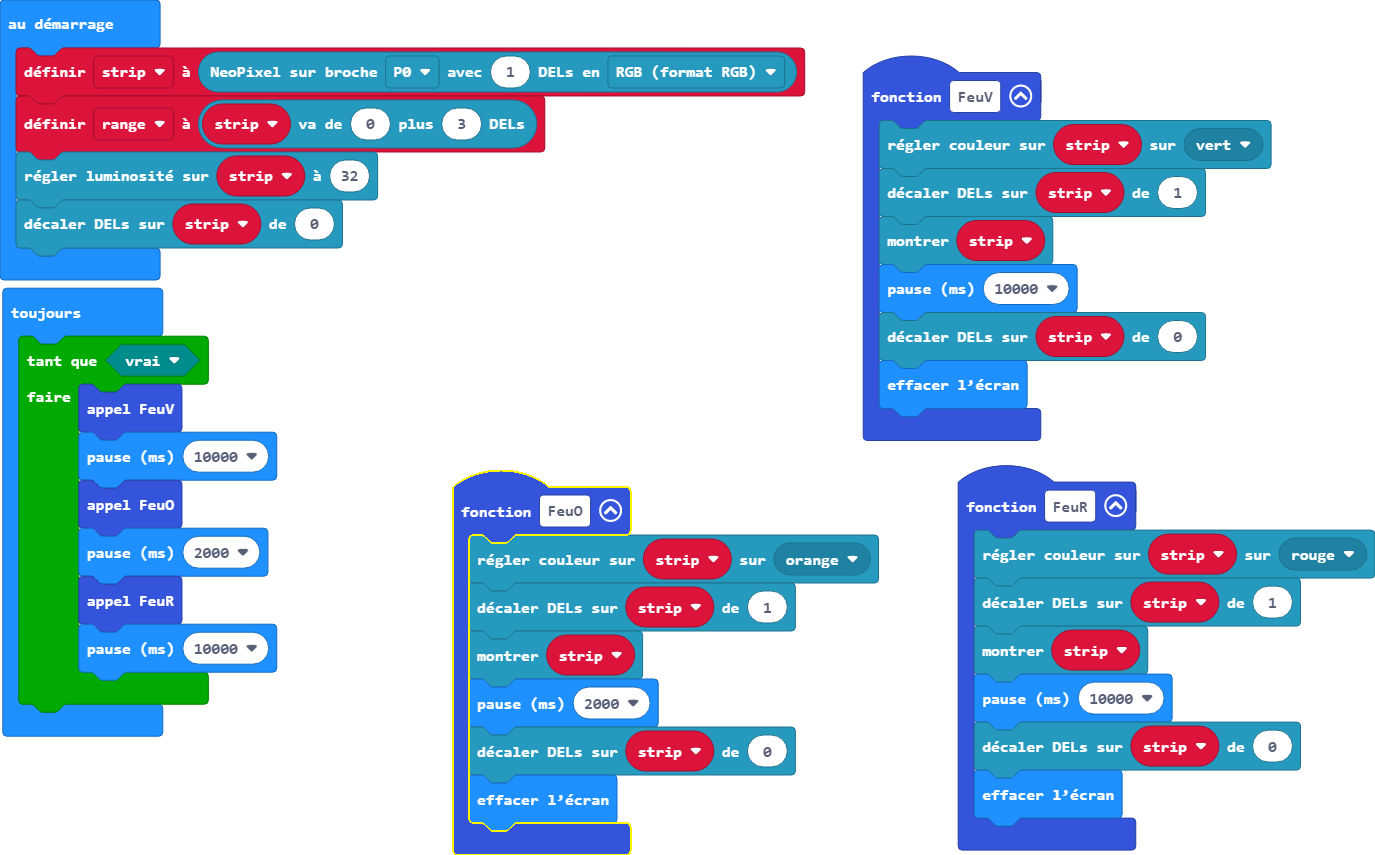 au démarrage
définir strip à NeoPixel sur broche P0 avec 1 DELs en RGB (format RGB)
définir range à strip va de 0 plus 3 DELs
régler luminosité sur strip à 32
décaler DELs sur strip de 0
toujours
tant que vrai
faire
appel FeuV
pause (ms) 10000
appel FeuO
pause (ms) 2000
appel FeuR
pause (ms) 10000
fonction FeuV
régler couleur sur strip sur vert
décaler DELs sur strip de 1
montrer strip
pause (ms) 10000
décaler DELs sur strip de 0
effacer l’écran
fonction FeuO
régler couleur sur strip sur orange
décaler DELs sur strip de 1
montrer strip
pause (ms) 2000
décaler DELs sur strip de 0
effacer l’écran
fonction FeuR
régler couleur sur strip sur rouge
décaler DELs sur strip de 1
montrer strip
pause (ms) 10000
décaler DELs sur strip de 0
effacer l’écran